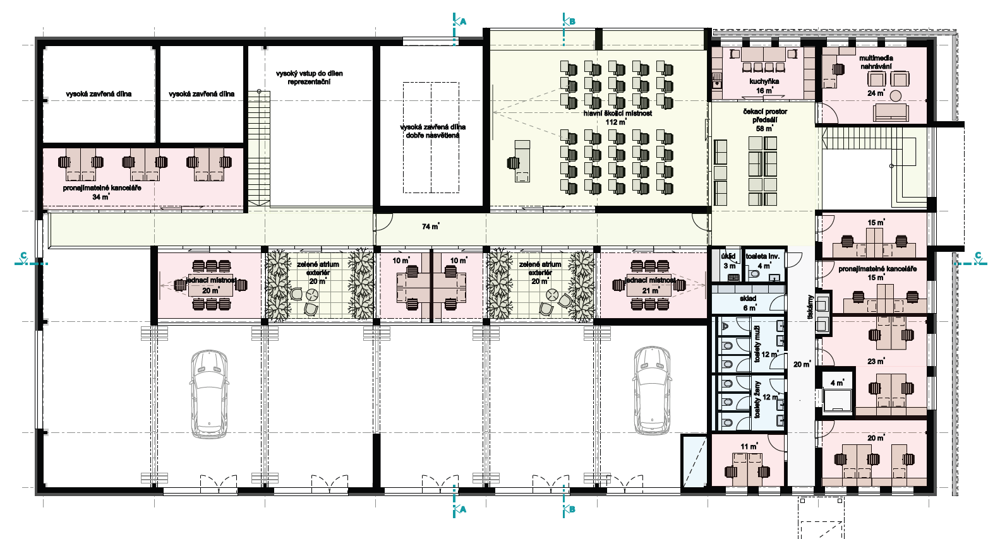 A
B
vysoká zavřená dílna
vysoká zavřená dílna
vysoký vstup do dílen
reprezentační
vysoká zavřená dílna
dobře nasvětlená
hlavní školicí místnost
112 m²
kuchyňka
16 m²
multimedia
nahrávání
24 m²
čekací prostor
předsálí
58 m²
pronajímatelné kanceláře
34 m²
74 m²
15 m²
C
C
jednací místnost
20 m²
zelené atrium
exteriér
20 m²
10 m²
10 m²
zelené atrium
exteriér
20 m²
jednací místnost
21 m²
úklid
3 m²
toaleta inv.
4 m²
pronajímatelné kanceláře
15 m²
sklad
6 m²
tiskárny
toalety muži
12 m²
20 m²
23 m²
4 m²
toalety ženy
12 m²
11 m²
20 m²
A
B